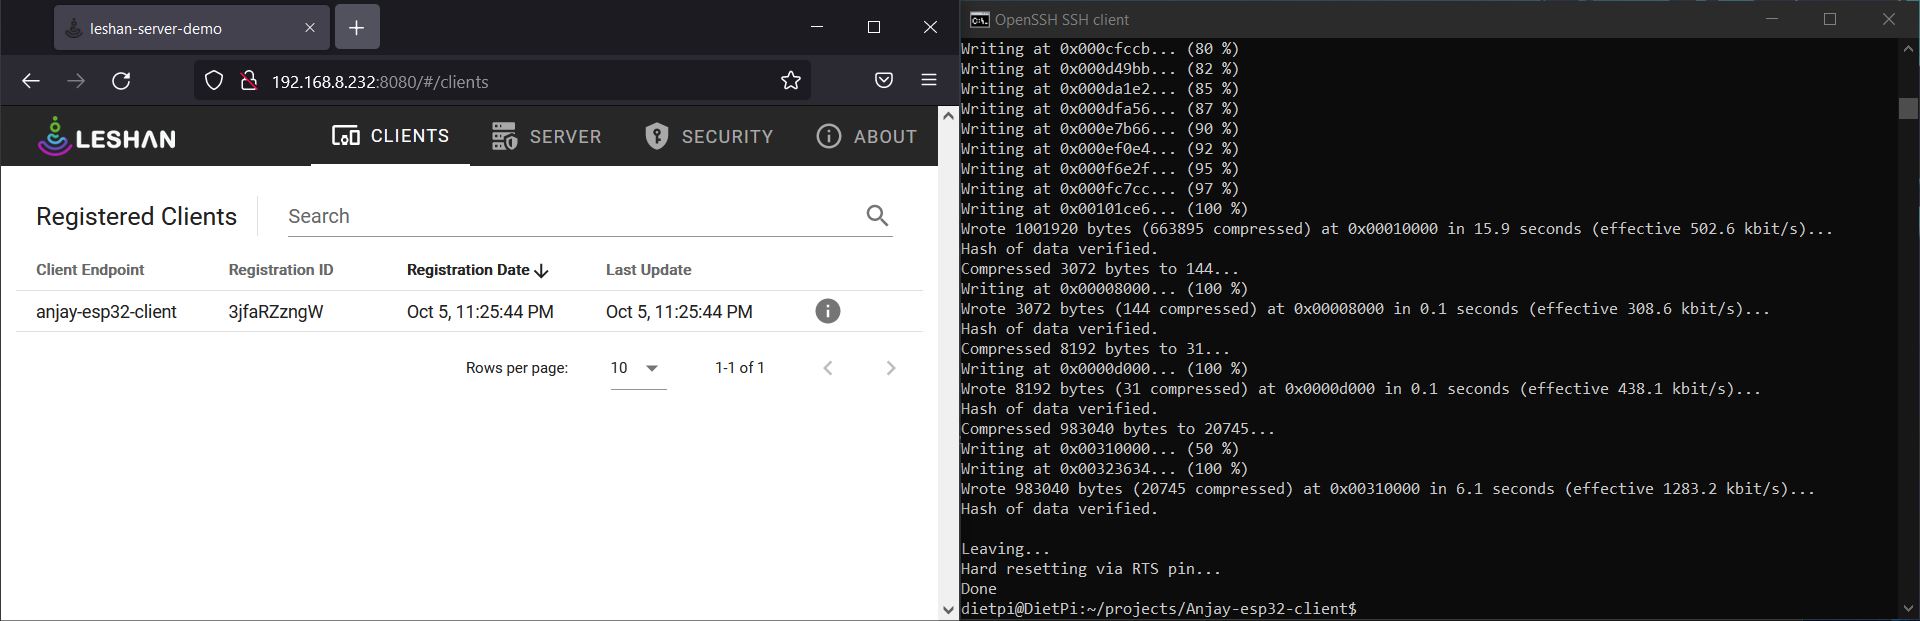 leshan-server-demo
192.168.8.232:8080/#/clients
LESHAN CLIENTS SERVER SECURITY ABOUT
Registered Clients Search
Client Endpoint Registration ID Registration Date Last Update
anjay-esp32-client 3jfaRZzngW Oct 5, 11:25:44 PM Oct 5, 11:25:44 PM
Rows per page: 10 1-1 of 1
OpenSSH SSH client
Writing at 0x000cfccb... (80 %)
Writing at 0x000d49bb... (82 %)
Writing at 0x000da1e2... (85 %)
Writing at 0x000dfa56... (87 %)
Writing at 0x000e7b66... (90 %)
Writing at 0x000ef0e4... (92 %)
Writing at 0x000f6e2f... (95 %)
Writing at 0x000fc7cc... (97 %)
Writing at 0x00101ce6... (100 %)
Wrote 1001920 bytes (663895 compressed) at 0x00010000 in 15.9 seconds (effective 502.6 kbit/s)...
Hash of data verified.
Compressed 3072 bytes to 144...
Writing at 0x00008000... (100 %)
Wrote 3072 bytes (144 compressed) at 0x00008000 in 0.1 seconds (effective 308.6 kbit/s)...
Hash of data verified.
Compressed 8192 bytes to 31...
Writing at 0x0000d000... (100 %)
Wrote 8192 bytes (31 compressed) at 0x0000d000 in 0.1 seconds (effective 438.1 kbit/s)...
Hash of data verified.
Compressed 983040 bytes to 20745...
Writing at 0x00310000... (50 %)
Writing at 0x00323634... (100 %)
Wrote 983040 bytes (20745 compressed) at 0x00310000 in 6.1 seconds (effective 1283.2 kbit/s)...
Hash of data verified.
Leaving...
Hard resetting via RTS pin...
Done
dietpi@DietPi:~/projects/Anjay-esp32-client$